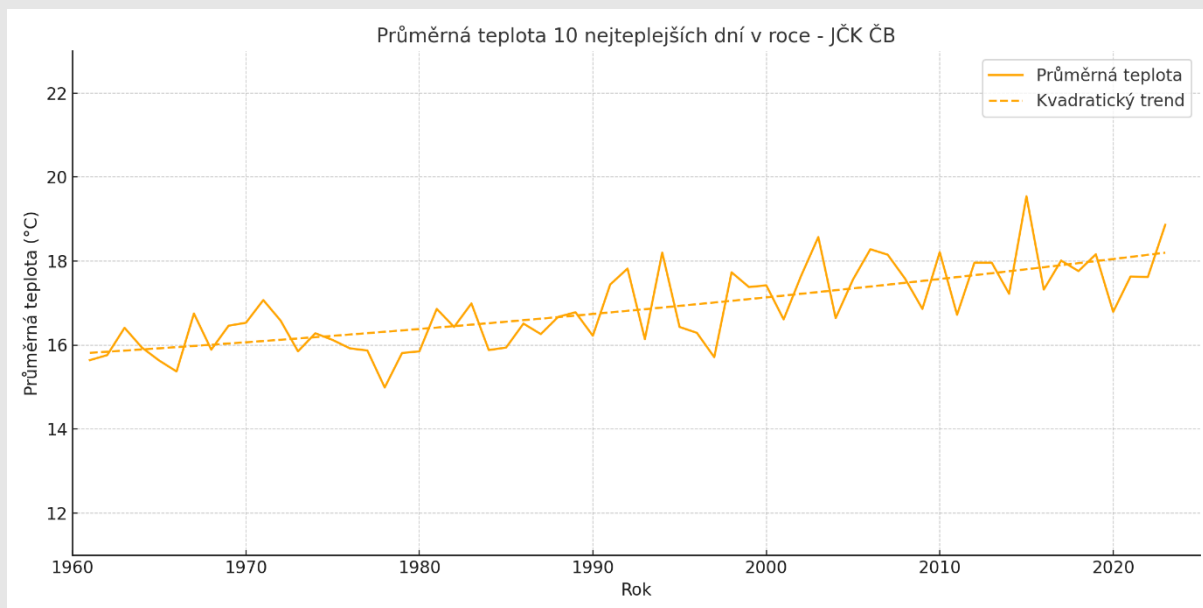 Průměrná teplota 10 nejteplejších dní v roce - JČK ČB
Průměrná teplota
Kvadratický trend
Průměrná teplota (°C)
22
20
18
16
14
12
1960 1970 1980 1990 2000 2010 2020
Rok